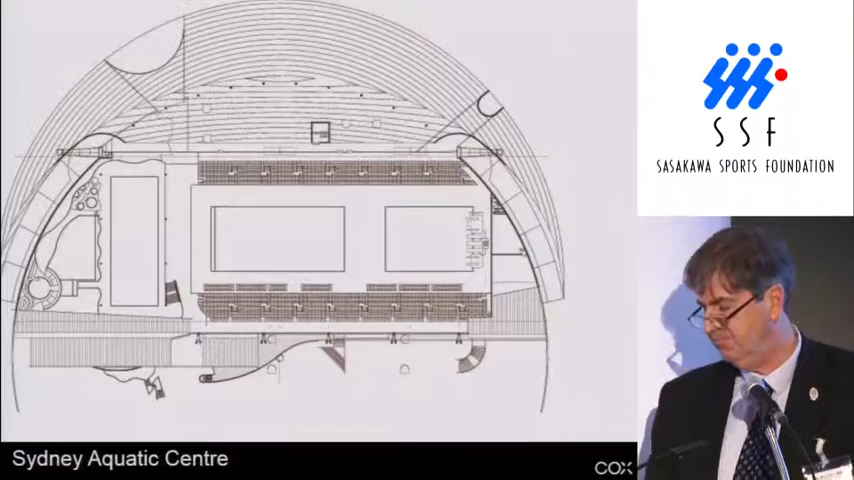 SSF
SASAKAWA SPORTS FOUNDATION
Sydney Aquatic Centre
COX